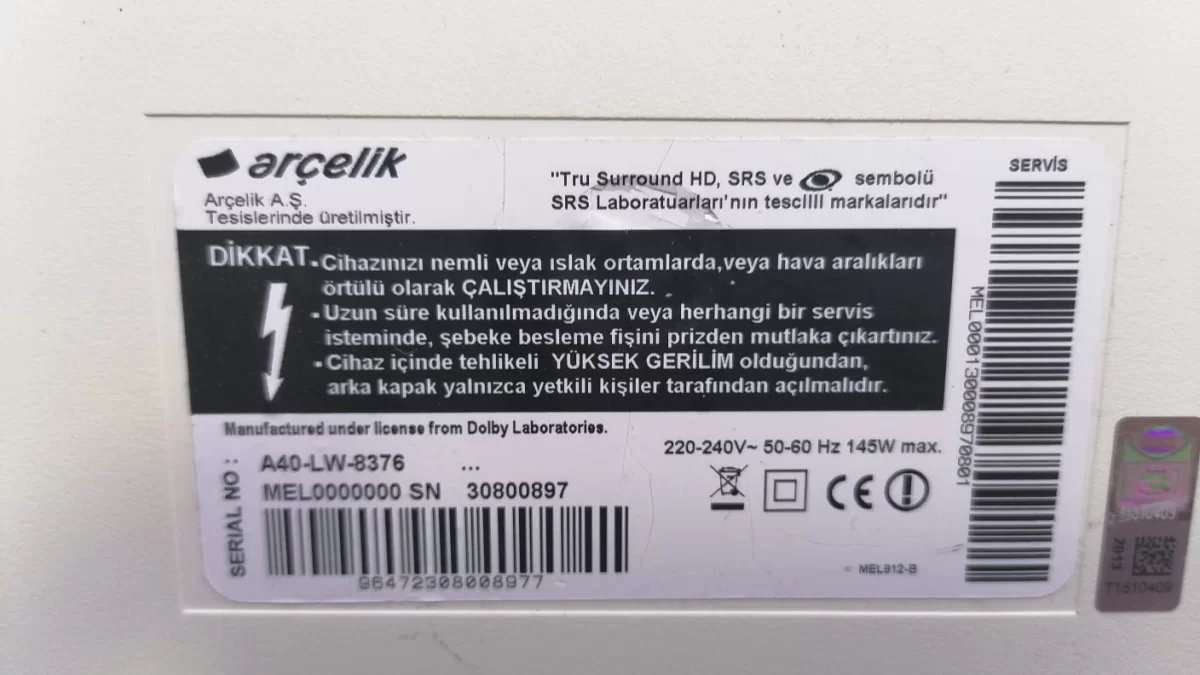 arçelik
Arçelik A.Ş.
Tesislerinde üretilmiştir.
"Tru Surround HD, SRS ve sembolü
SRS Laboratuarları'nın tescilli markalarıdır"
SERVİS
DİKKAT
Cihazınızı nemli veya ıslak ortamlarda,veya hava aralıkları
örtülü olarak ÇALIŞTIRMAYINIZ.
Uzun süre kullanılmadığında veya herhangi bir servis
isteminde, şebeke besleme fişini prizden mutlaka çıkartınız.
Cihaz içinde tehlikeli YÜKSEK GERİLİM olduğundan,
arka kapak yalnızca yetkili kişiler tarafından açılmalıdır.
Manufactured under license from Dolby Laboratories.
220-240V~ 50-60 Hz 145W max.
SERIAL NO :
A40-LW-8376 ...
MEL0000000 SN 30800897
96472308008977
CE
MEL912-B
MEL0001300008970801
2013
T1510409